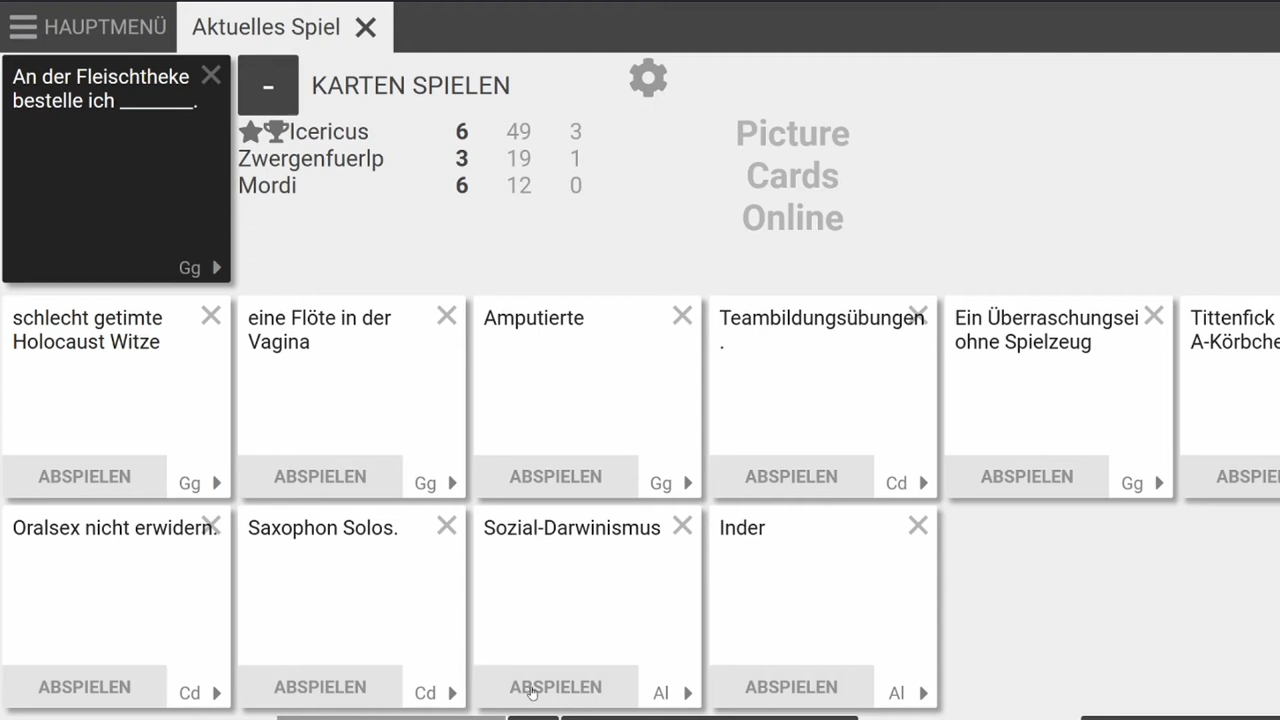 HAUPTMENÜ
Aktuelles Spiel
An der Fleischtheke
bestelle ich _______.
Gg
-
KARTEN SPIELEN
Icericus 6 49 3
Zwergenfuerlp 3 19 1
Mordi 6 12 0
Picture
Cards
Online
schlecht getimte
Holocaust Witze
ABSPIELEN
Gg
eine Flöte in der
Vagina
ABSPIELEN
Gg
Amputierte
ABSPIELEN
Gg
Teambildungsübungen
.
ABSPIELEN
Cd
Ein Überraschungsei
ohne Spielzeug
ABSPIELEN
Gg
Tittenfick
A-Körbche
ABSPIE
Oralsex nicht erwidern.
ABSPIELEN
Cd
Saxophon Solos.
ABSPIELEN
Cd
Sozial-Darwinismus
ABSPIELEN
Al
Inder
ABSPIELEN
Al